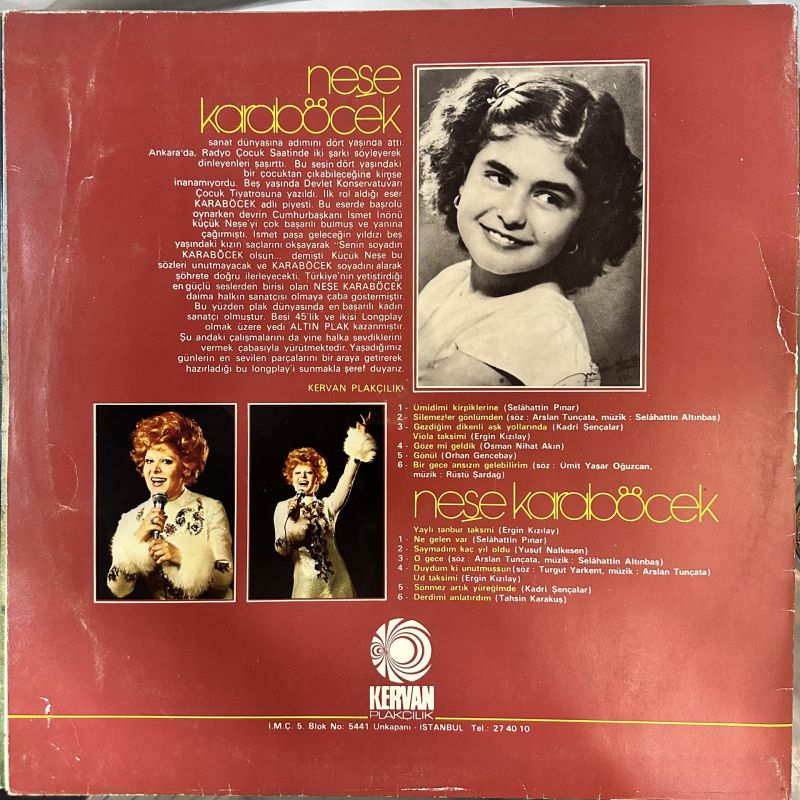 neşe
karaböcek
sanat dünyasına adımını dört yaşında attı.
Ankara'da, Radyo Çocuk Saatinde iki şarkı söyleyerek
dinleyenleri şaşırttı. Bu sesin dört yaşındaki
bir çocuktan çıkabileceğine kimse
inanamıyordu. Beş yaşında Devlet Konservatuvarı
Çocuk Tiyatrosuna yazıldı. İlk rol aldığı eser
KARABÖCEK adlı piyesti. Bu eserde başrolü
oynarken devrin Cumhurbaşkanı İsmet İnönü
küçük Neşe'yi çok başarılı bulmuş ve yanına
çağırmıştı. İsmet paşa geleceğin yıldızı beş
yaşındaki kızın saçlarını okşayarak "Senin soyadın
KARABÖCEK olsun... demişti Küçük Neşe bu
sözleri unutmayacak ve KARABÖCEK soyadını alarak
şöhrete doğru ilerleyecekti. Türkiye'nin yetiştirdiği
en güçlü seslerden birisi olan NEŞE KARABÖCEK
daima halkın sanatçısı olmaya çaba göstermiştir.
Bu yüzden plak dünyasında en başarılı kadın
sanatçı olmuştur. Besi 45'lik ve ikisi Longplay
olmak üzere yedi ALTIN PLAK kazanmıştır.
Şu andaki çalışmalarını da yine halka sevdiklerini
vermek çabasıyla yürütmektedir. Yaşadığımız
günlerin en sevilen parçalarını bir araya getirerek
hazırladığı bu longplay'i sunmakla şeref duyarız.
KERVAN PLAKÇILIK
1 - Ümidimi kirpiklerine (Selâhattin Pınar)
2 - Silemezler gönlümden (söz : Arslan Tunçata, müzik : Selâhattin Altınbaş)
3 - Gezdiğim dikenli aşk yollarında (Kadri Şençalar)
Viola taksimi (Ergin Kızılay)
4 - Göze mi geldik (Osman Nihat Akın)
5 - Gönül (Orhan Gencebay)
6 - Bir gece ansızın gelebilirim (söz : Ümit Yaşar Oğuzcan,
müzik : Rüştü Şardağ)
neşe karaböcek
Yaylı tanbur taksmi (Ergin Kızılay)
1 - Ne gelen var (Selâhattin Pınar)
2 - Saymadım kaç yıl oldu (Yusuf Nalkesen)
3 - O gece (söz : Arslan Tunçata, müzik : Selâhattin Altınbaş)
4 - Duydum ki unutmuşsun (söz : Turgut Yarkent, müzik : Arslan Tunçata)
Ud taksimi (Ergin Kızılay)
5 - Sönmez artık yüreğimde (Kadri Şençalar)
6 - Derdimi anlatırdım (Tahsin Karakuş)
KERVAN
PLAKÇILIK
İ.M.Ç. 5. Blok No: 5441 Unkapanı - İSTANBUL Tel.: 27 40 10